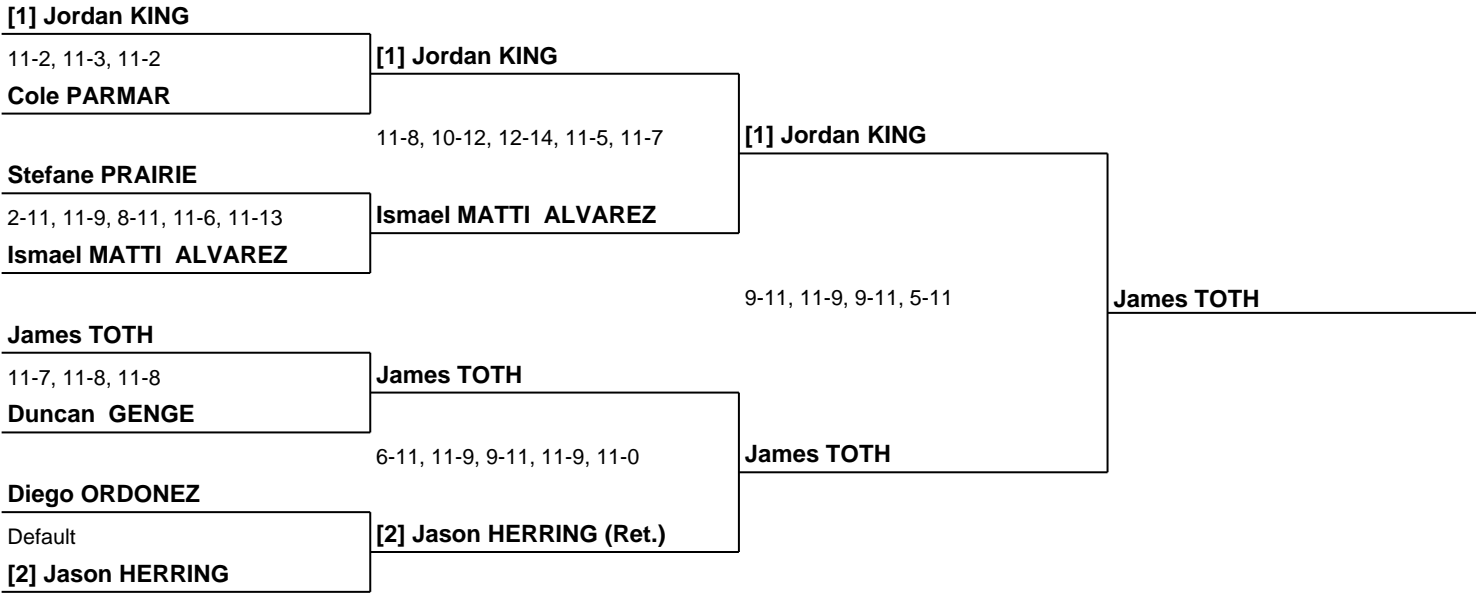 [1] Jordan KING
11-2, 11-3, 11-2
Cole PARMAR
Stefane PRAIRIE
2-11, 11-9, 8-11, 11-6, 11-13
Ismael MATTI  ALVAREZ
James TOTH
11-7, 11-8, 11-8
Duncan  GENGE
Diego ORDONEZ
Default
[2] Jason HERRING
[1] Jordan KING
11-8, 10-12, 12-14, 11-5, 11-7
Ismael MATTI  ALVAREZ
James TOTH
6-11, 11-9, 9-11, 11-9, 11-0
[2] Jason HERRING (Ret.)
[1] Jordan KING
9-11, 11-9, 9-11, 5-11
James TOTH
James TOTH